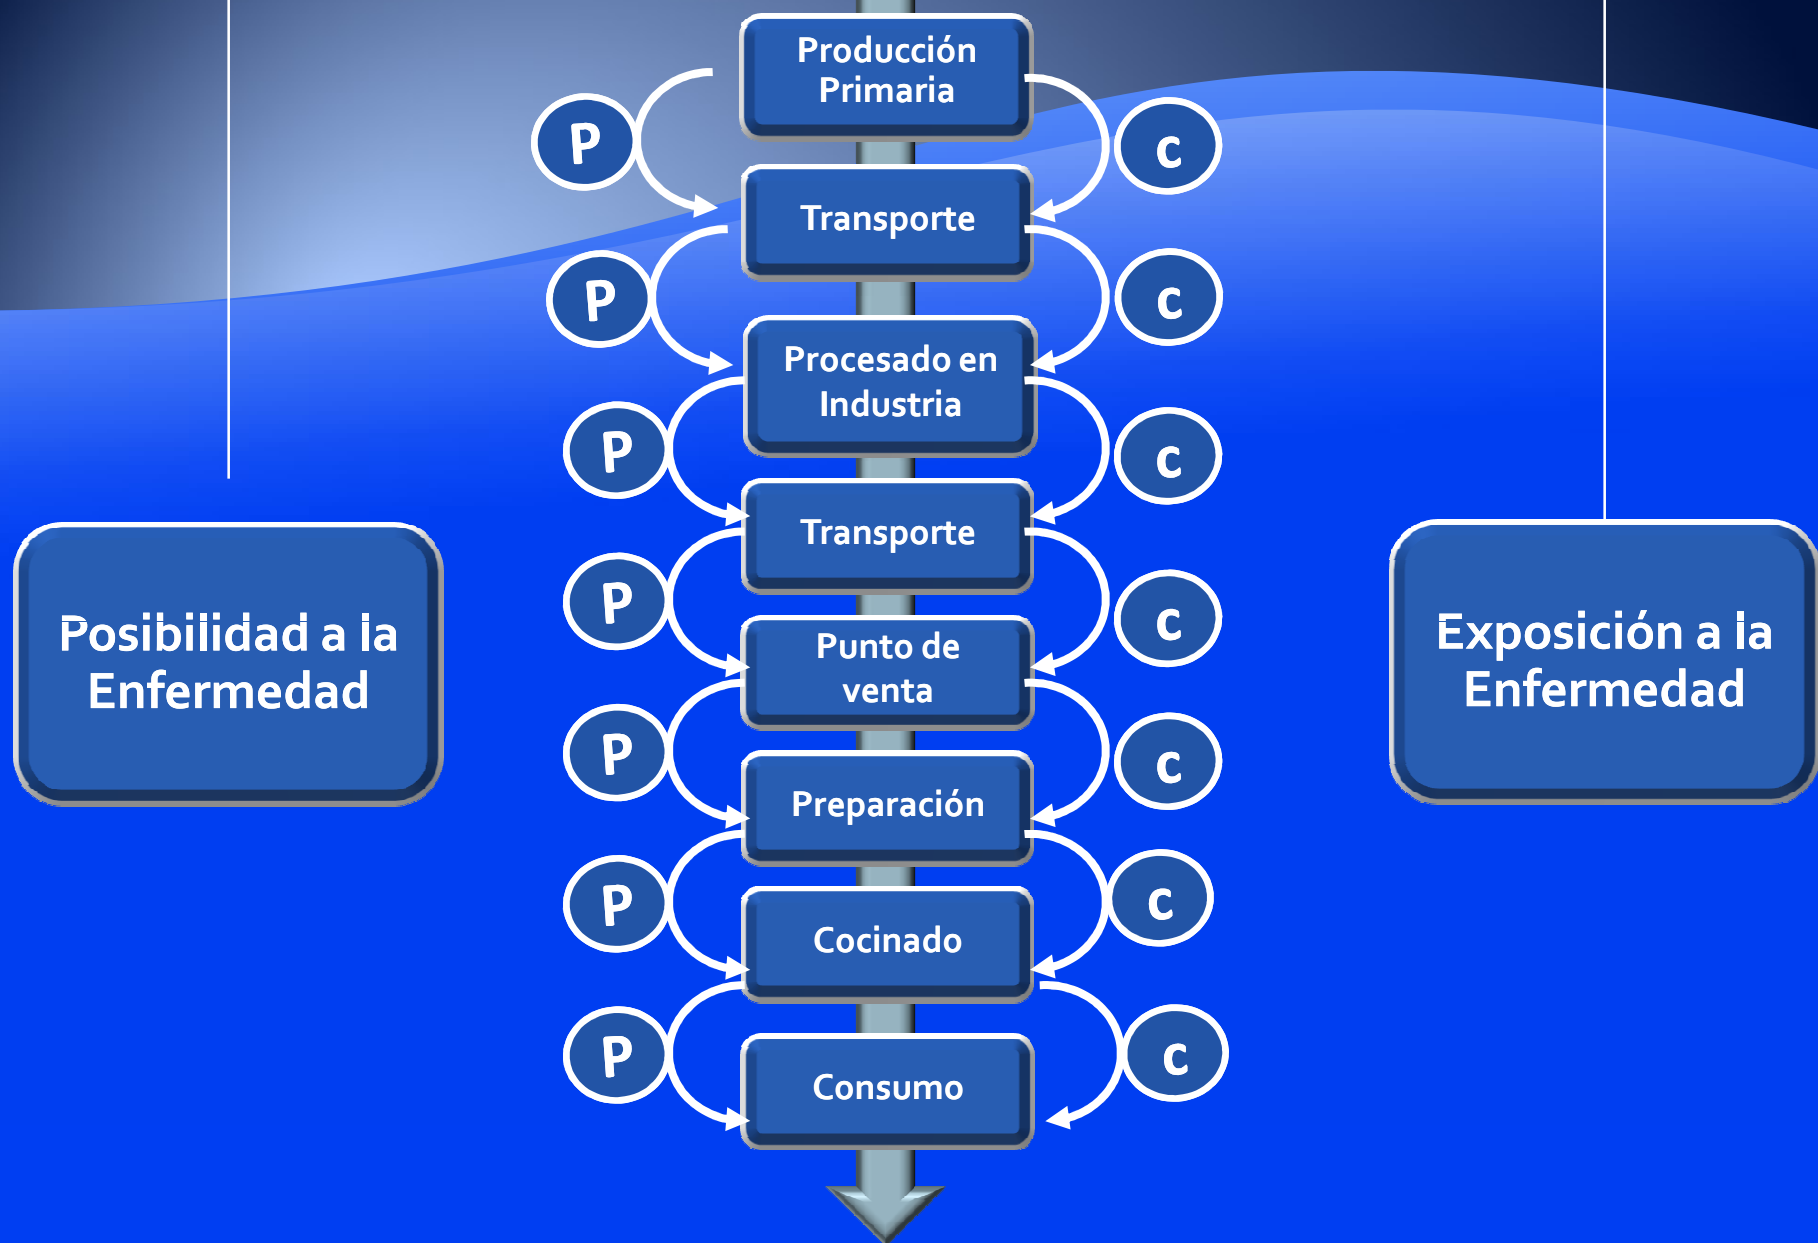 Producción
Primaria
P
c
Transporte
P
c
Procesado en
Industria
P
c
Transporte
P
c
Punto de
venta
P
c
Preparación
P
c
Cocinado
P
c
Consumo
Posibilidad a la
Enfermedad
Exposición a la
Enfermedad